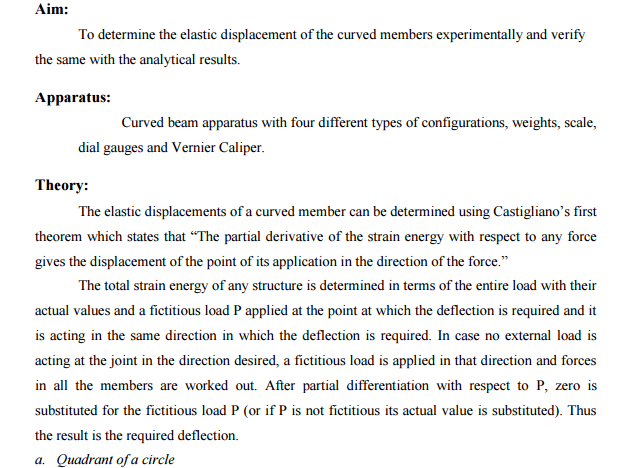 Aim:
To determine the elastic displacement of the curved members experimentally and verify
the same with the analytical results.
Apparatus:
Curved beam apparatus with four different types of configurations, weights, scale,
dial gauges and Vernier Caliper.
Theory:
The elastic displacements of a curved member can be determined using Castigliano’s first
theorem which states that “The partial derivative of the strain energy with respect to any force
gives the displacement of the point of its application in the direction of the force.”
The total strain energy of any structure is determined in terms of the entire load with their
actual values and a fictitious load P applied at the point at which the deflection is required and it
is acting in the same direction in which the deflection is required. In case no external load is
acting at the joint in the direction desired, a fictitious load is applied in that direction and forces
in all the members are worked out. After partial differentiation with respect to P, zero is
substituted for the fictitious load P (or if P is not fictitious its actual value is substituted). Thus
the result is the required deflection.
a. Quadrant of a circle